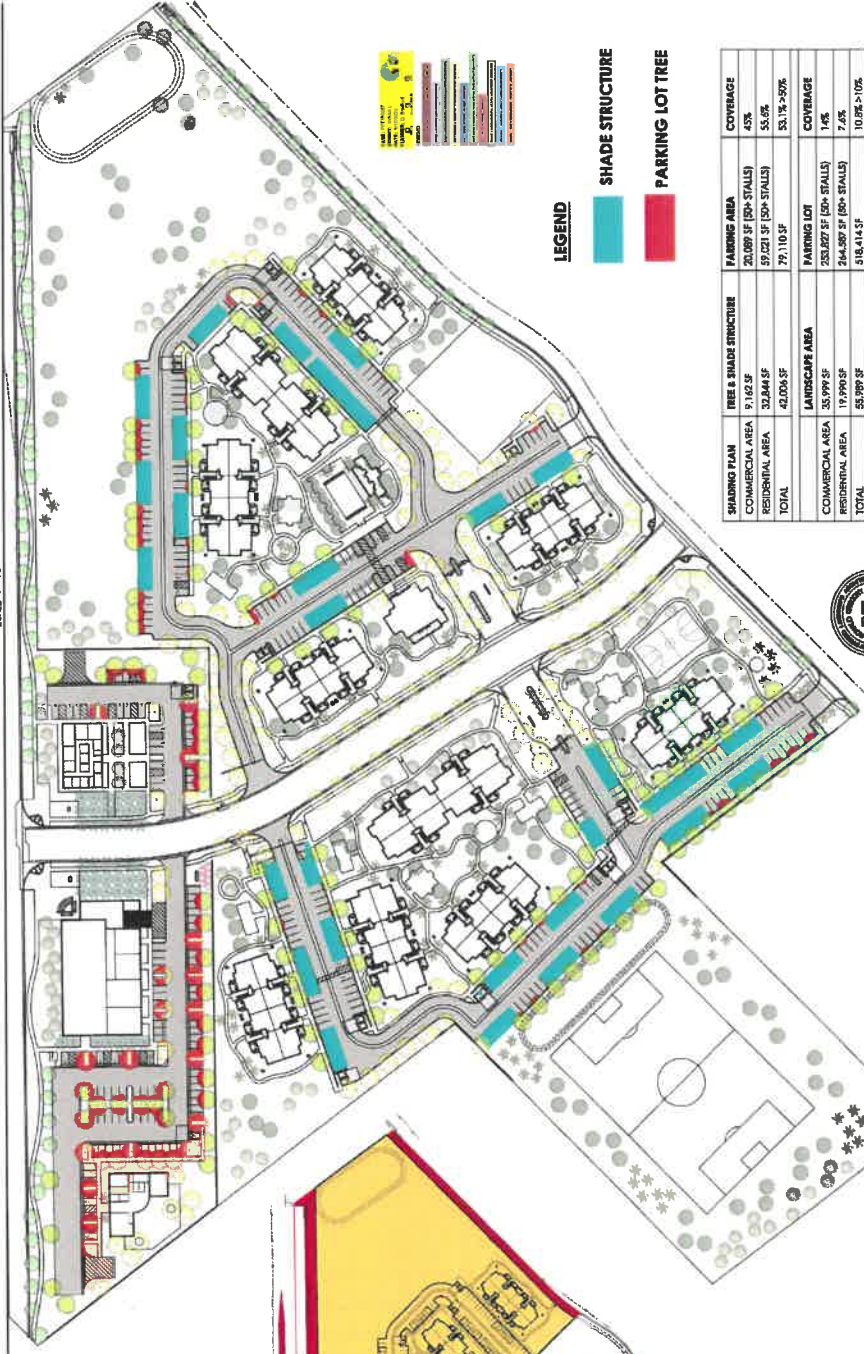 LEGEND
SHADE STRUCTURE
PARKING LOT TREE
SHADING PLAN TREE & SHADE STRUCTURE PARKING AREA COVERAGE
COMMERCIAL AREA 9,162 SF 20,089 SF (50+ STALLS) 45%
RESIDENTIAL AREA 32,844 SF 59,021 SF (50+ STALLS) 55.6%
TOTAL 42,006 SF 79,110 SF 53.1% >50%
LANDSCAPE AREA PARKING LOT COVERAGE
COMMERCIAL AREA 35,999 SF 253,827 SF (50+ STALLS) 14%
RESIDENTIAL AREA 19,990 SF 264,587 SF (50+ STALLS) 7.6%
TOTAL 55,989 SF 518,414 SF 10.8% >10%